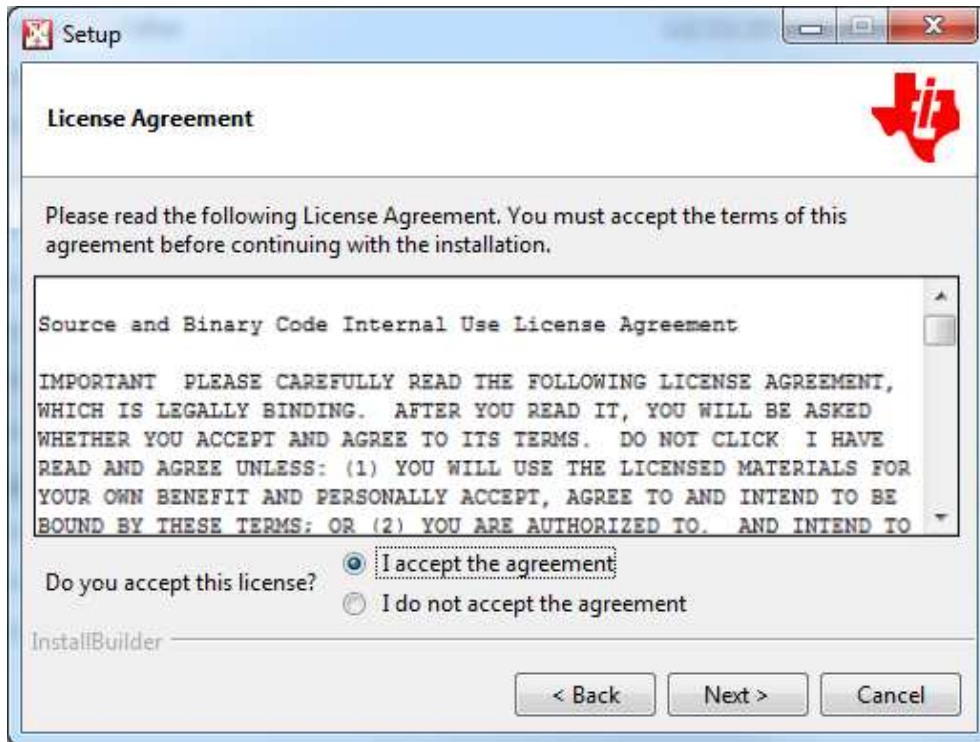 Setup
License Agreement
Please read the following License Agreement. You must accept the terms of this
agreement before continuing with the installation.
Source and Binary Code Internal Use License Agreement
IMPORTANT  PLEASE CAREFULLY READ THE FOLLOWING LICENSE AGREEMENT,
WHICH IS LEGALLY BINDING.  AFTER YOU READ IT, YOU WILL BE ASKED
WHETHER YOU ACCEPT AND AGREE TO ITS TERMS.  DO NOT CLICK  I HAVE
READ AND AGREE UNLESS: (1) YOU WILL USE THE LICENSED MATERIALS FOR
YOUR OWN BENEFIT AND PERSONALLY ACCEPT, AGREE TO AND INTEND TO BE
BOUND BY THESE TERMS; OR (2) YOU ARE AUTHORIZED TO.  AND INTEND TO
Do you accept this license?
I accept the agreement
I do not accept the agreement
InstallBuilder
< Back
Next >
Cancel